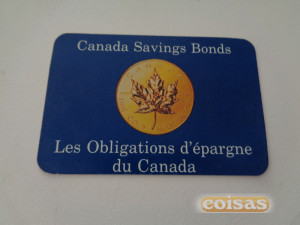 Canada Savings Bonds
Les Obligations d'épargne
du Canada
coisas